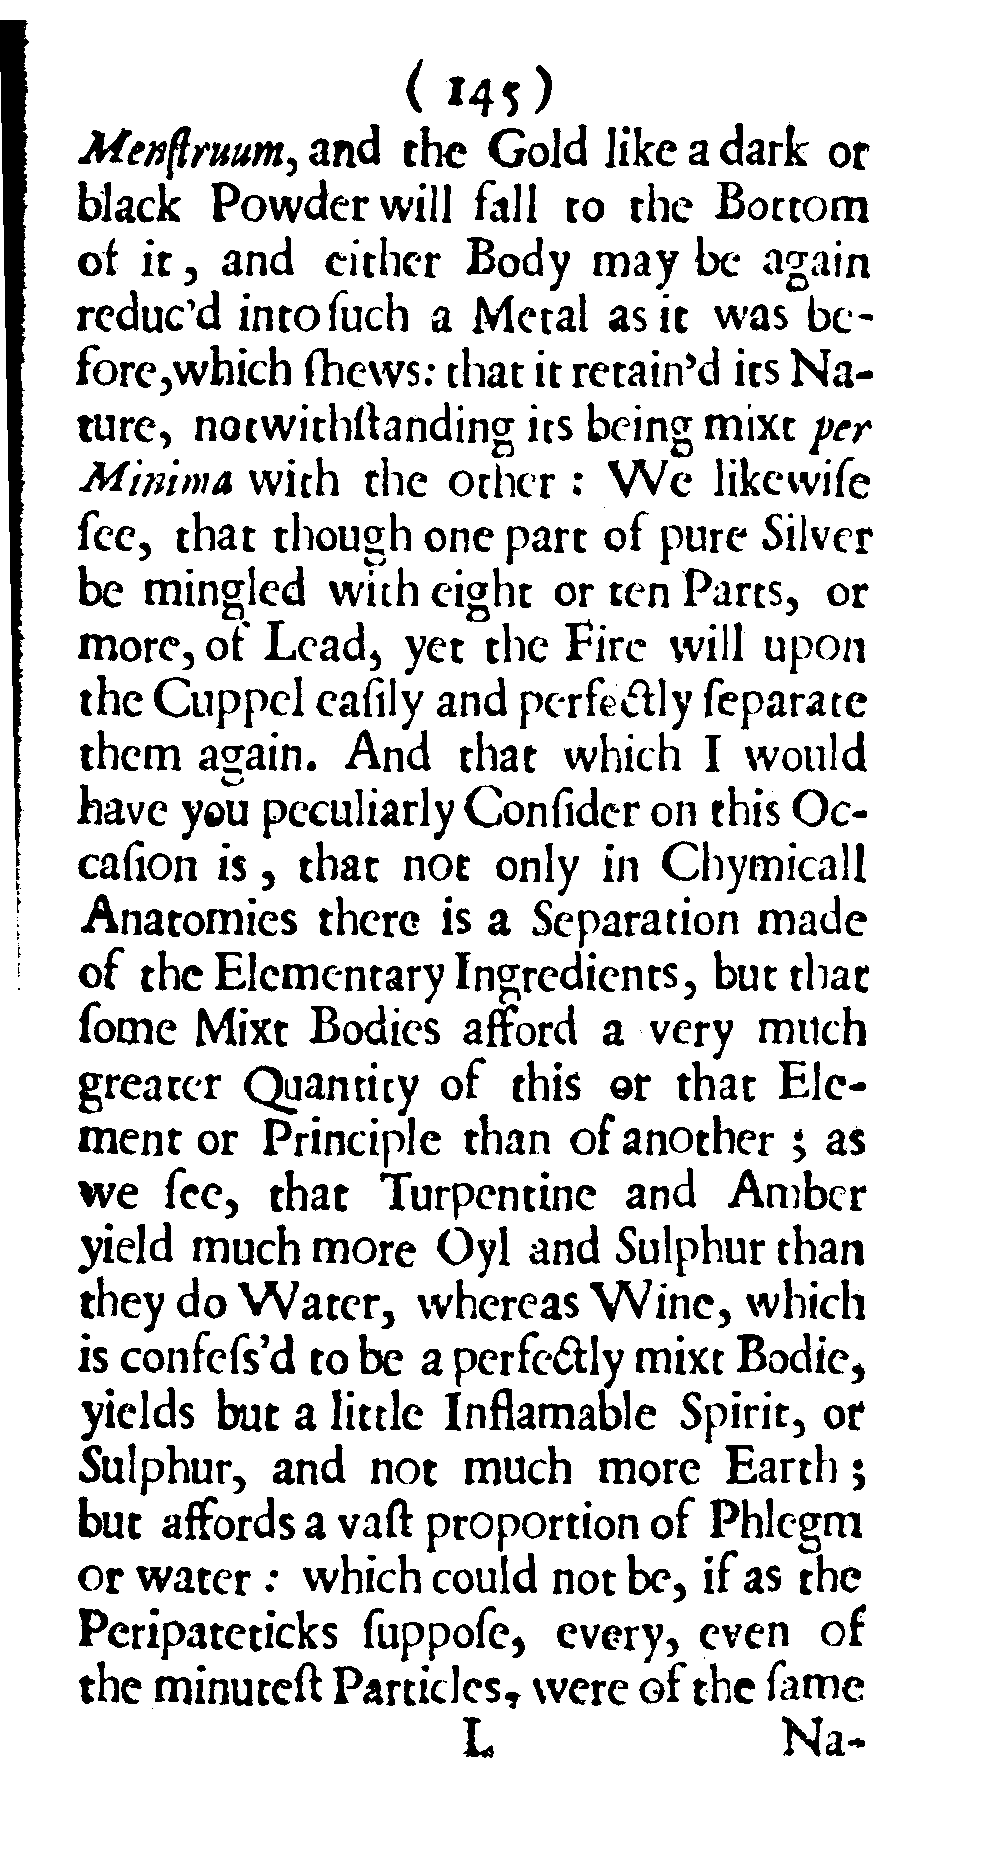 ( 145 )
Menſtruum, and the Gold like a dark or
black Powder will fall to the Bottom
of it, and either Body may be again
reduc'd into ſuch a Metal as it was be-
fore, which ſhews: that it retain'd its Na-
ture, notwithſtanding its being mixt per
Minima with the other : We likewiſe
ſee, that though one part of pure Silver
be mingled with eight or ten Parts, or
more, of Lead, yet the Fire will upon
the Cuppel eaſily and perfectly ſeparate
them again. And that which I would
have you peculiarly Conſider on this Oc-
caſion is, that not only in Chymicall
Anatomies there is a Separation made
of the Elementary Ingredients, but that
ſome Mixt Bodies afford a very much
greater Quantity of this or that Ele-
ment or Principle than of another ; as
we ſee, that Turpentine and Amber
yield much more Oyl and Sulphur than
they do Water, whereas Wine, which
is confeſs'd to be a perfectly mixt Bodie,
yields but a little Inflamable Spirit, or
Sulphur, and not much more Earth ;
but affords a vaſt proportion of Phlegm
or water : which could not be, if as the
Peripateticks ſuppoſe, every, even of
the minuteſt Particles, were of the ſame
L Na-